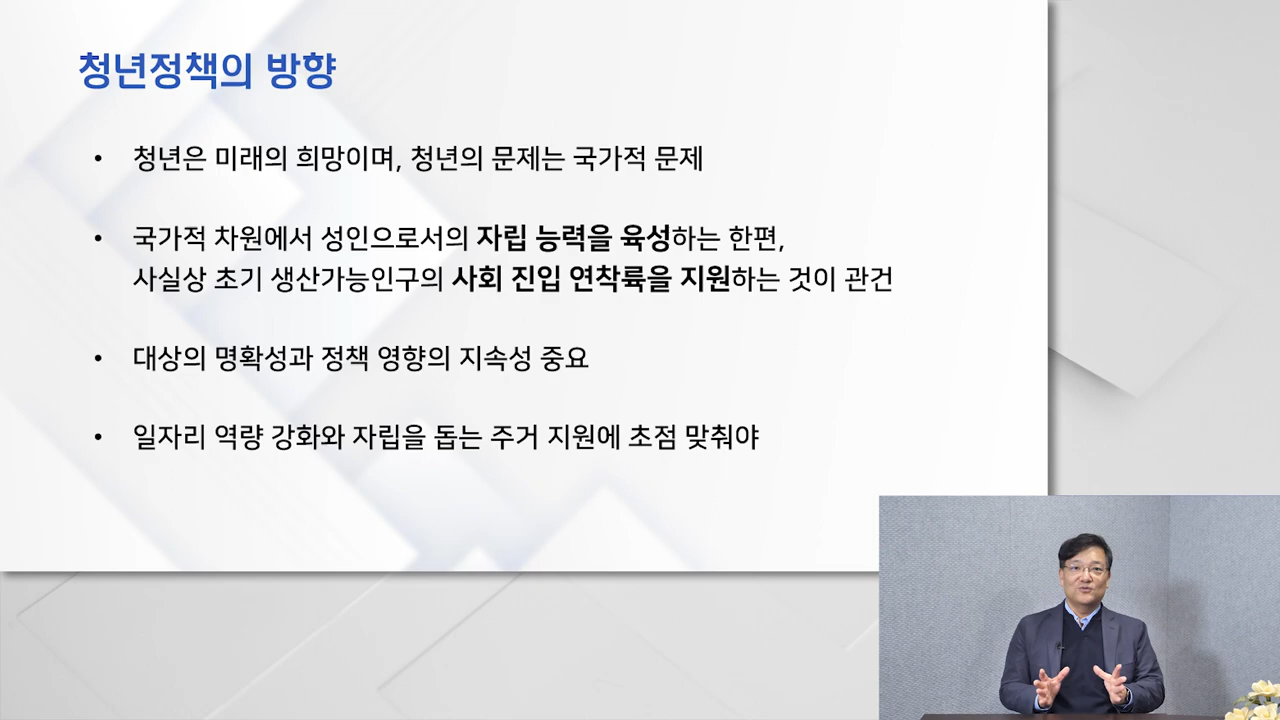 청년정책의 방향
• 청년은 미래의 희망이며, 청년의 문제는 국가적 문제
• 국가적 차원에서 성인으로서의 자립 능력을 육성하는 한편,
사실상 초기 생산가능인구의 사회 진입 연착륙을 지원하는 것이 관건
• 대상의 명확성과 정책 영향의 지속성 중요
• 일자리 역량 강화와 자립을 돕는 주거 지원에 초점 맞춰야